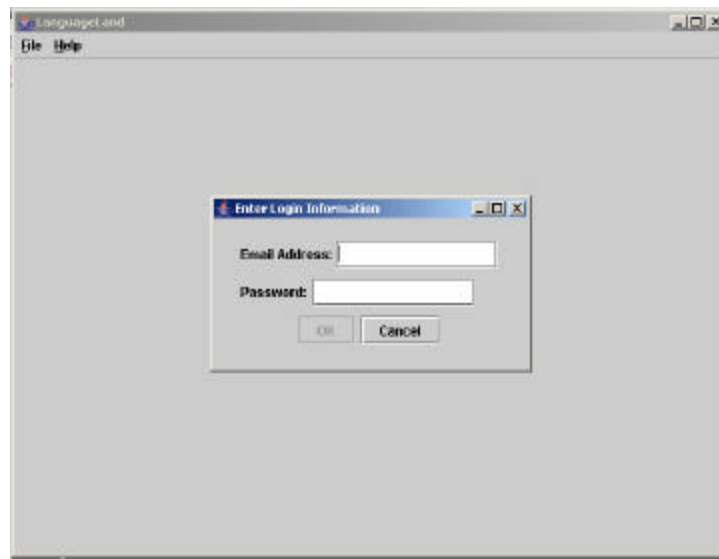 LanguageLand
File Help
Enter Login Information
Email Address:
Password:
OK Cancel